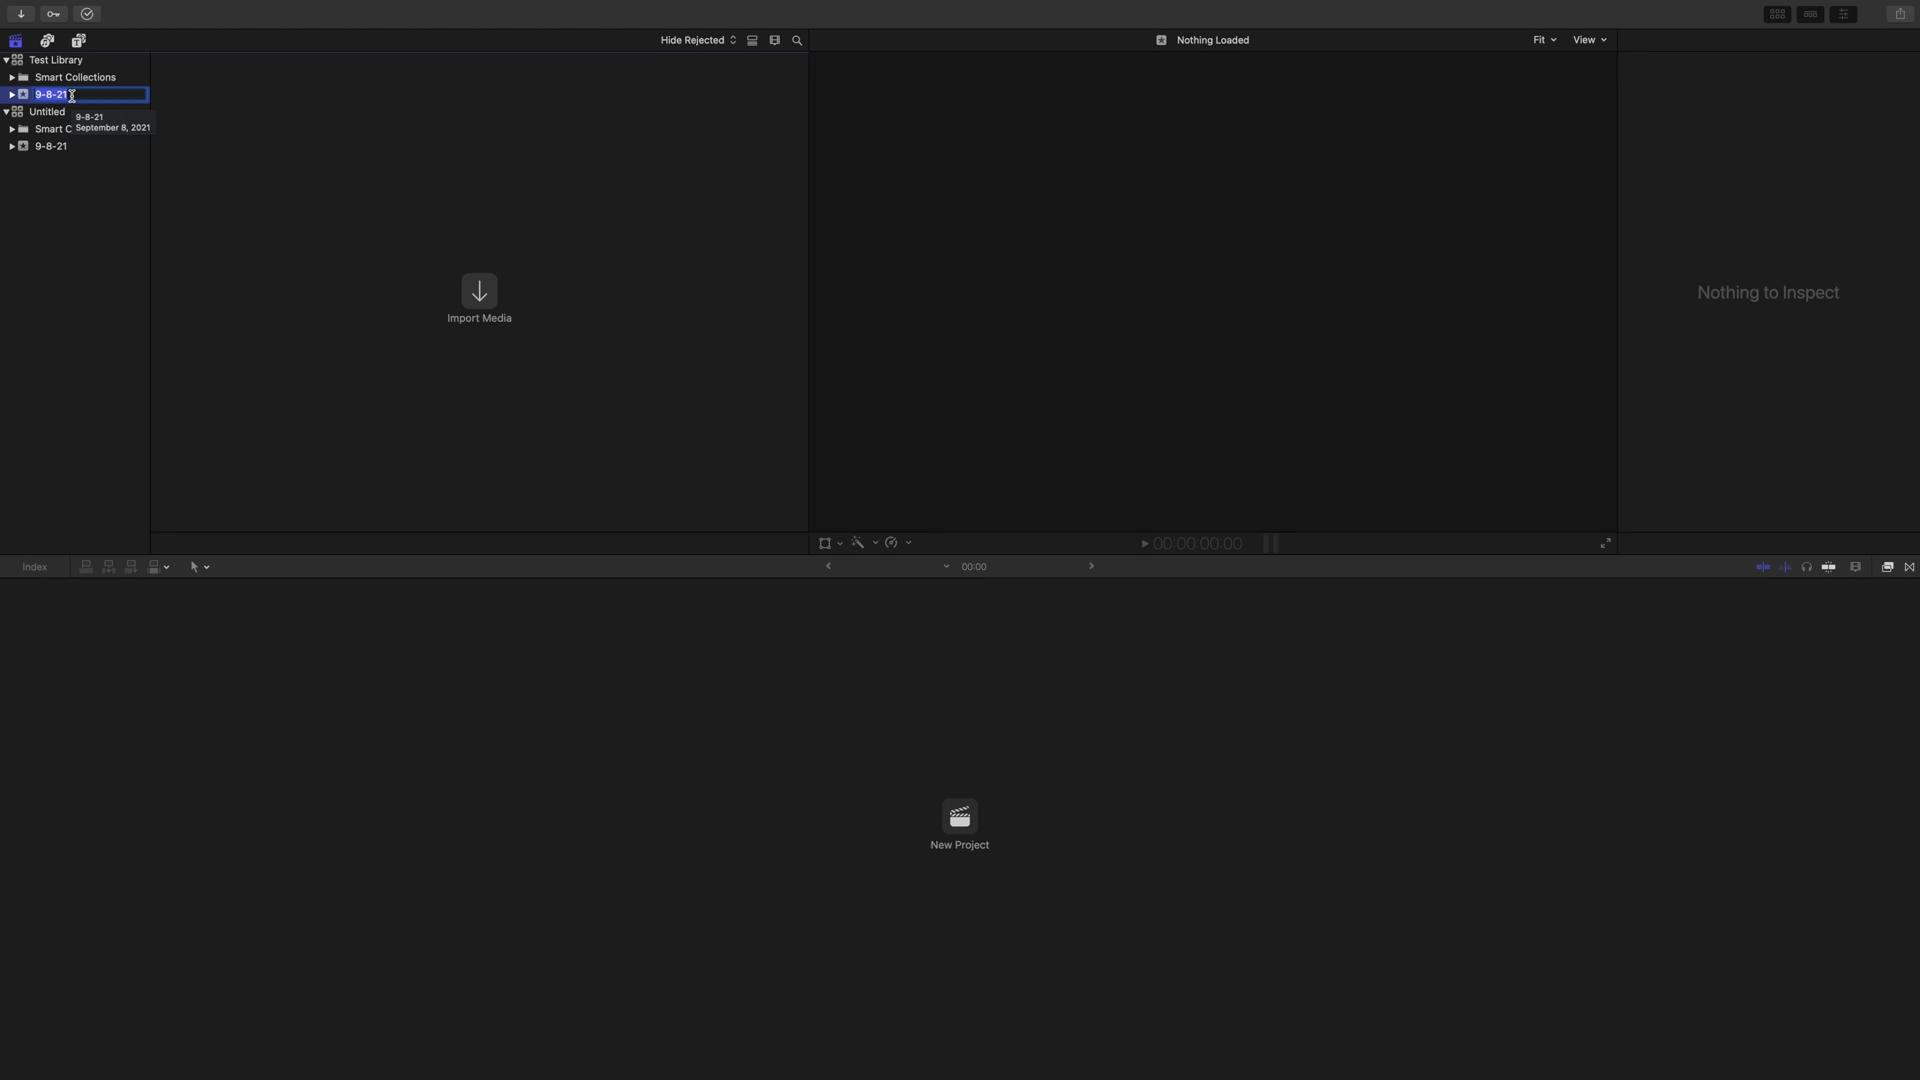 Hide Rejected
Nothing Loaded
Fit
View
Test Library
Smart Collections
9-8-21
Untitled
9-8-21
September 8, 2021
Smart C
9-8-21
Import Media
Nothing to Inspect
00:00:00:00
Index
00:00
New Project